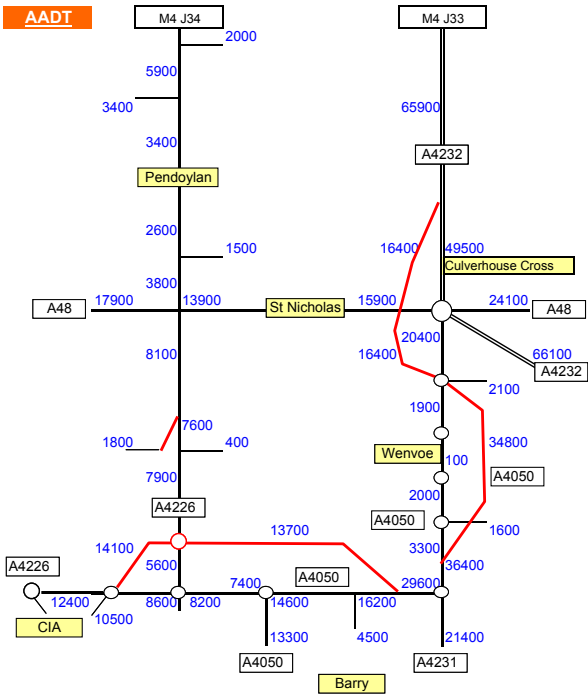 AADT
M4 J34
M4 J33
2000
5900
3400
65900
3400
A4232
Pendoylan
2600
1500
16400
49500
Culverhouse Cross
3800
17900
13900
St Nicholas
15900
24100
A48
A48
20400
8100
16400
66100
A4232
2100
1900
7600
1800
400
34800
Wenvoe
100
7900
A4050
2000
A4226
A4050
1600
13700
14100
3300
5600
36400
A4226
7400
A4050
29600
12400
8600
8200
14600
16200
10500
CIA
13300
4500
21400
A4050
A4231
Barry